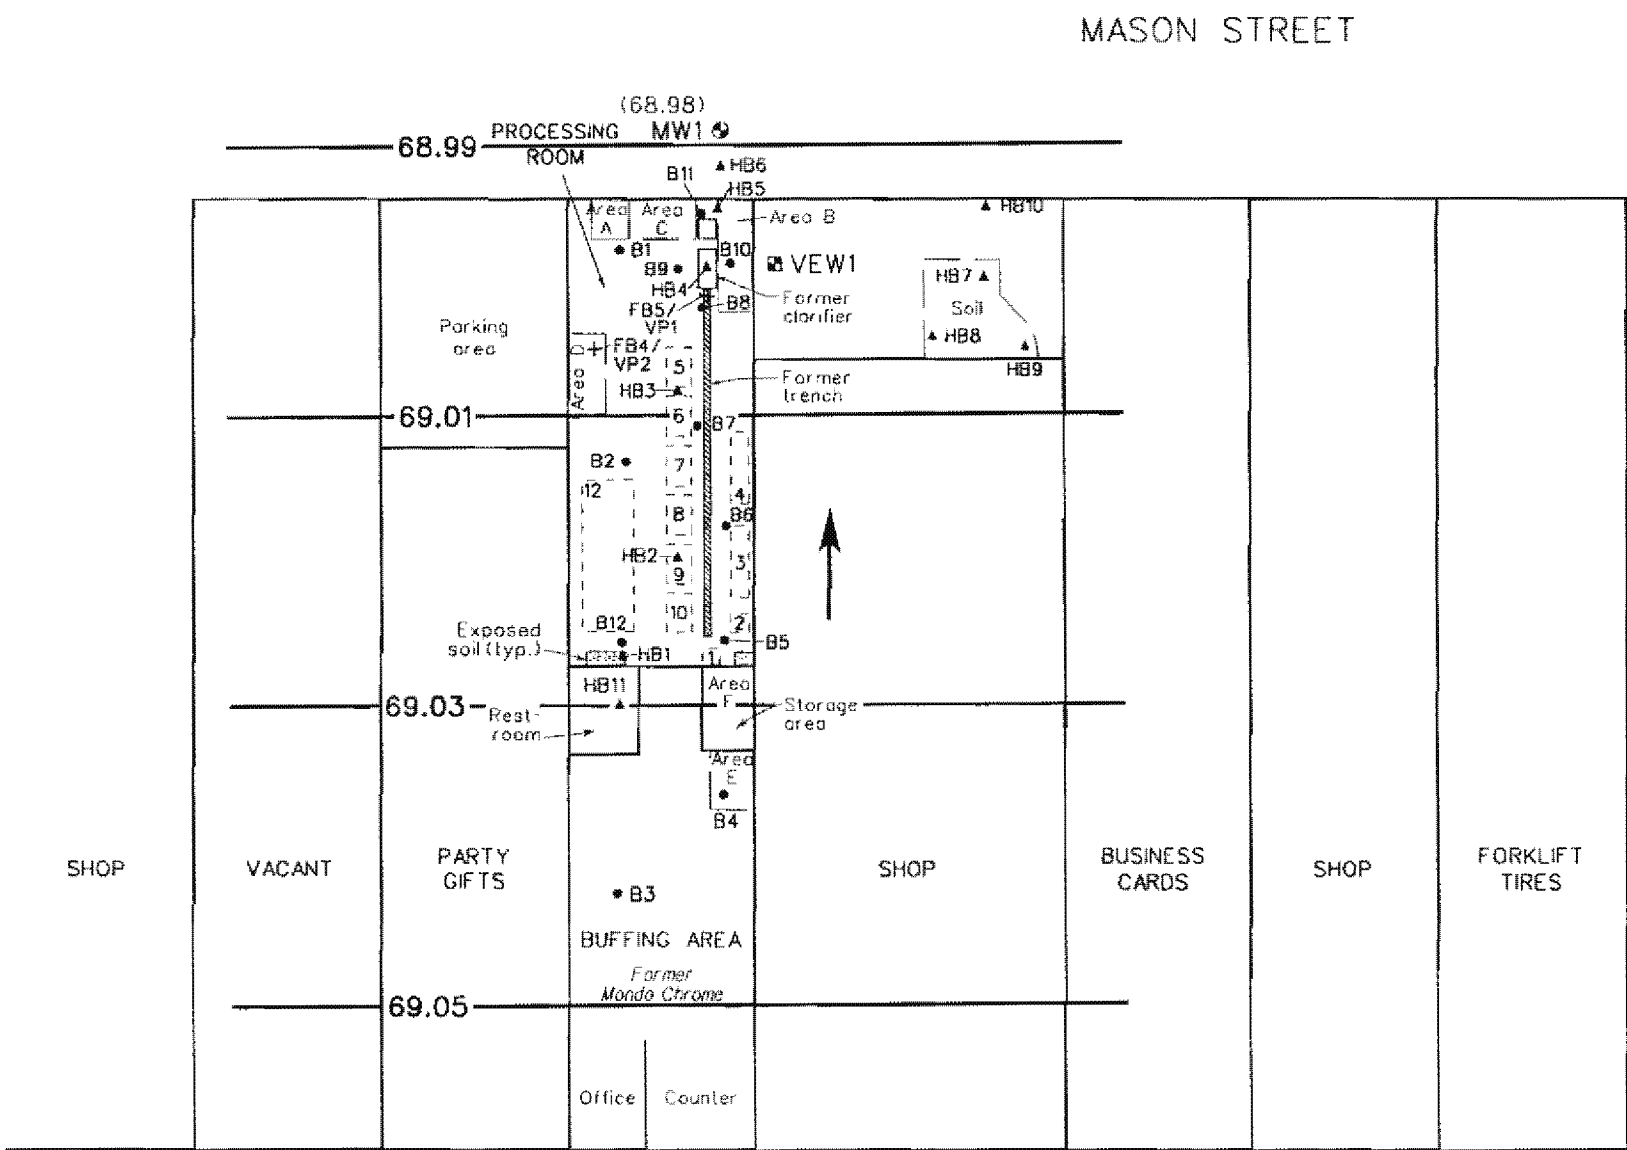 MASON STREET
(68.98)
PROCESSING
ROOM
MW1
68.99
HB6
B11
HB5
Area
A
Area
C
Area B
HB10
B1
B10
B9
VEW1
HB7
HB4
Former
clarifier
Soil
FB5/
VP1
B8
Parking
area
HB8
HB9
Area D
FB4/
VP2
5
HB3
Former
trench
69.01
6
B7
B2
7
12
4
8
B6
HB2
9
3
10
B12
2
Exposed
soil(typ.)
B5
HB1
1
HB11
Area
F
69.03
Rest-
room
Storage
area
Area
E
B4
SHOP
VACANT
PARTY
GIFTS
SHOP
BUSINESS
CARDS
SHOP
FORKLIFT
TIRES
B3
BUFFING AREA
Former
Mondo Chrome
69.05
Office
Counter